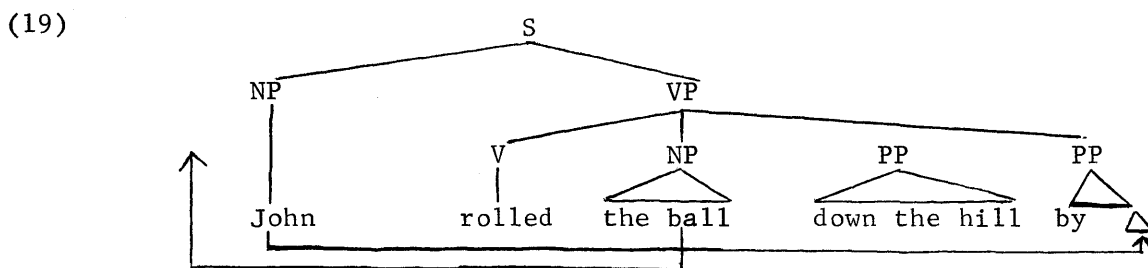 (19)
S
NP VP
V NP PP PP
John rolled the ball down the hill by